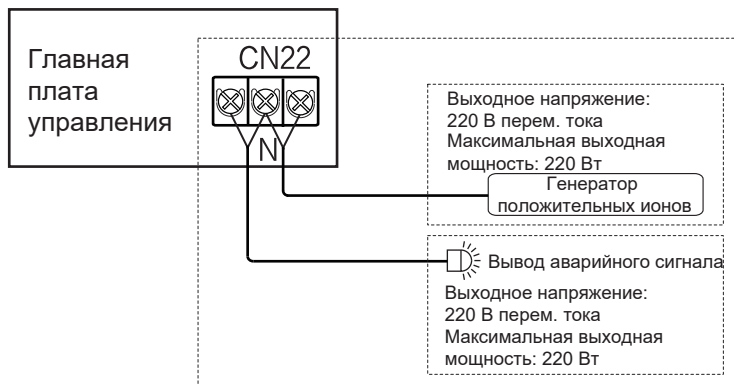 Главная
плата
управления
CN22
N
Выходное напряжение:
220 В перем. тока
Максимальная выходная
мощность: 220 Вт
Генератор
положительных ионов
Вывод аварийного сигнала
Выходное напряжение:
220 В перем. тока
Максимальная выходная
мощность: 220 Вт